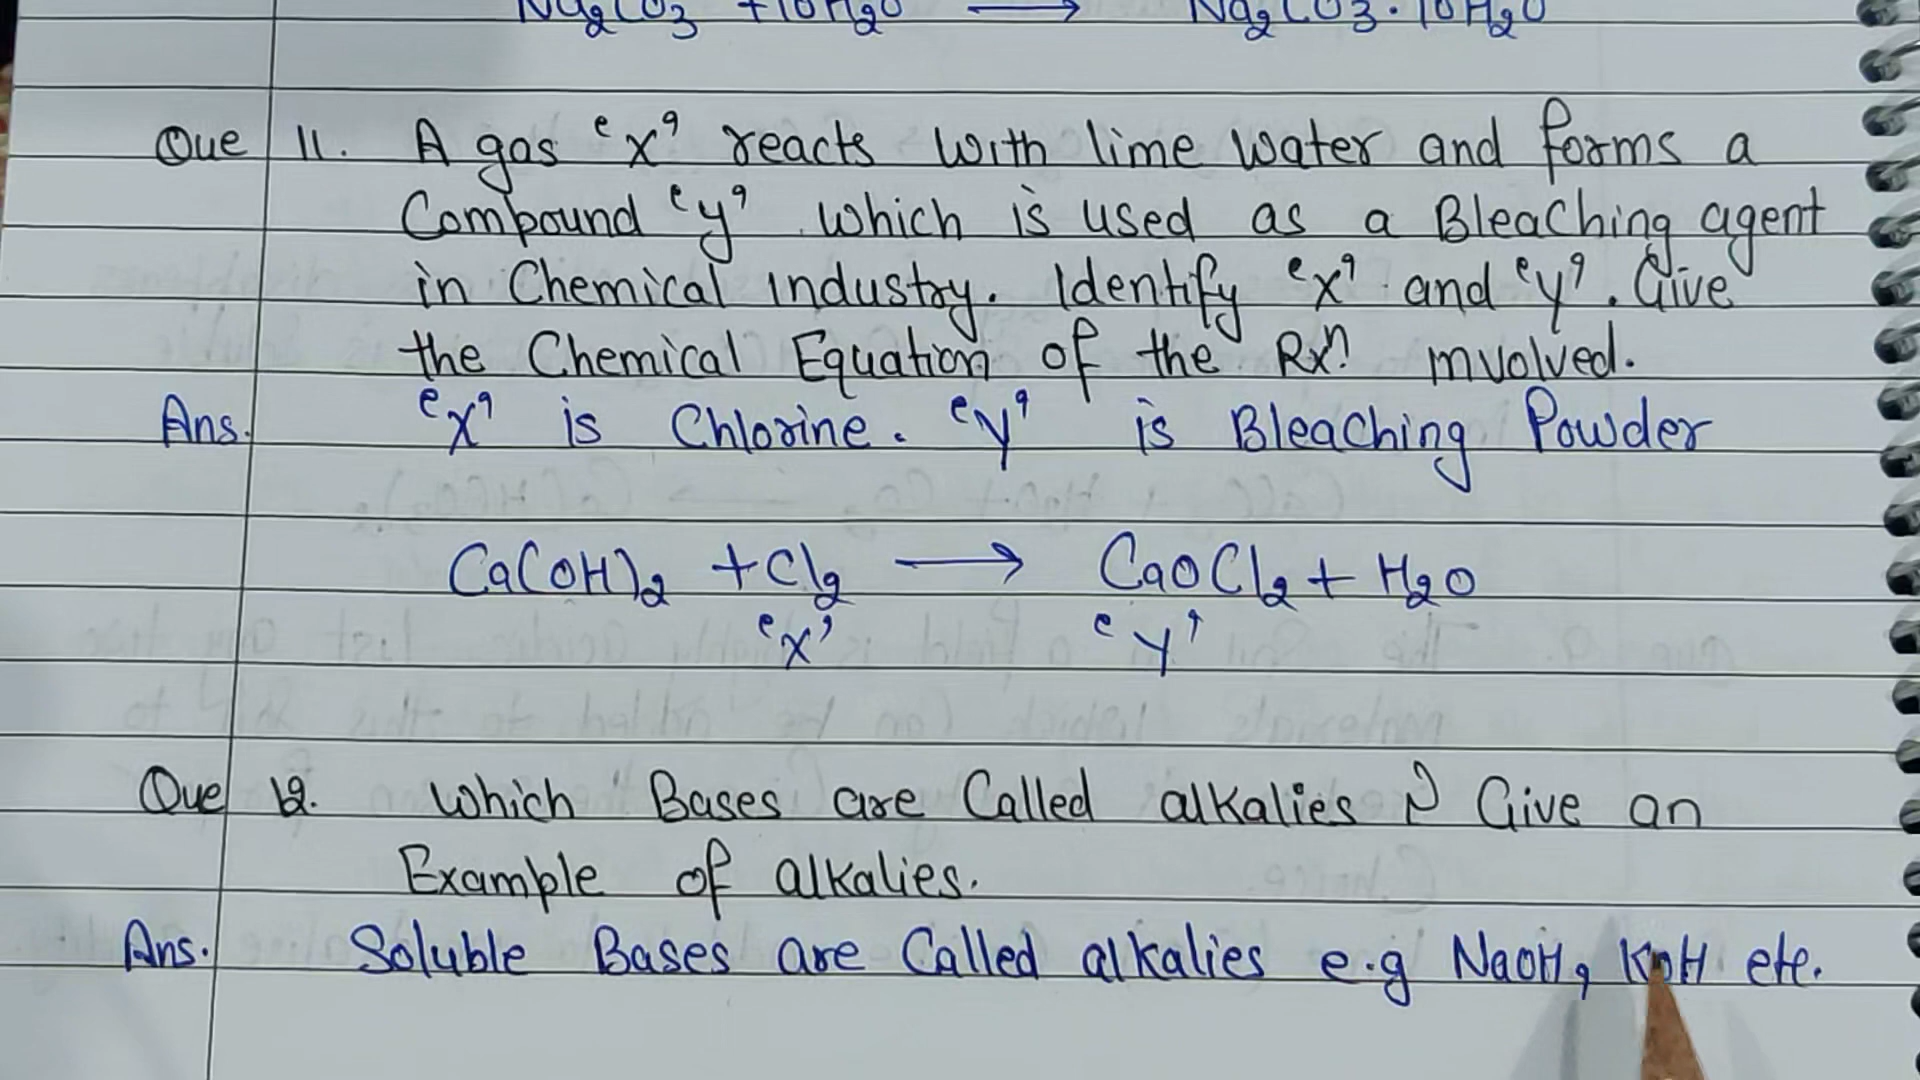 Na2CO3 + 10H2O → Na2CO3·10H2O
Que 11. A gas 'x' reacts with lime water and forms a
Compound 'y' which is used as a Bleaching agent
in Chemical industry. Identify 'x' and 'y'. Give
the Chemical Equation of the Rxn. involved.
Ans. 'x' is Chlorine. 'y' is Bleaching Powder
Ca(OH)2 + Cl2 → CaOCl2 + H2O
'x' 'y'
Que 12. Which Bases are Called alkalies ? Give an
Example of alkalies.
Ans. Soluble Bases are Called alkalies e.g NaOH, KOH etc.